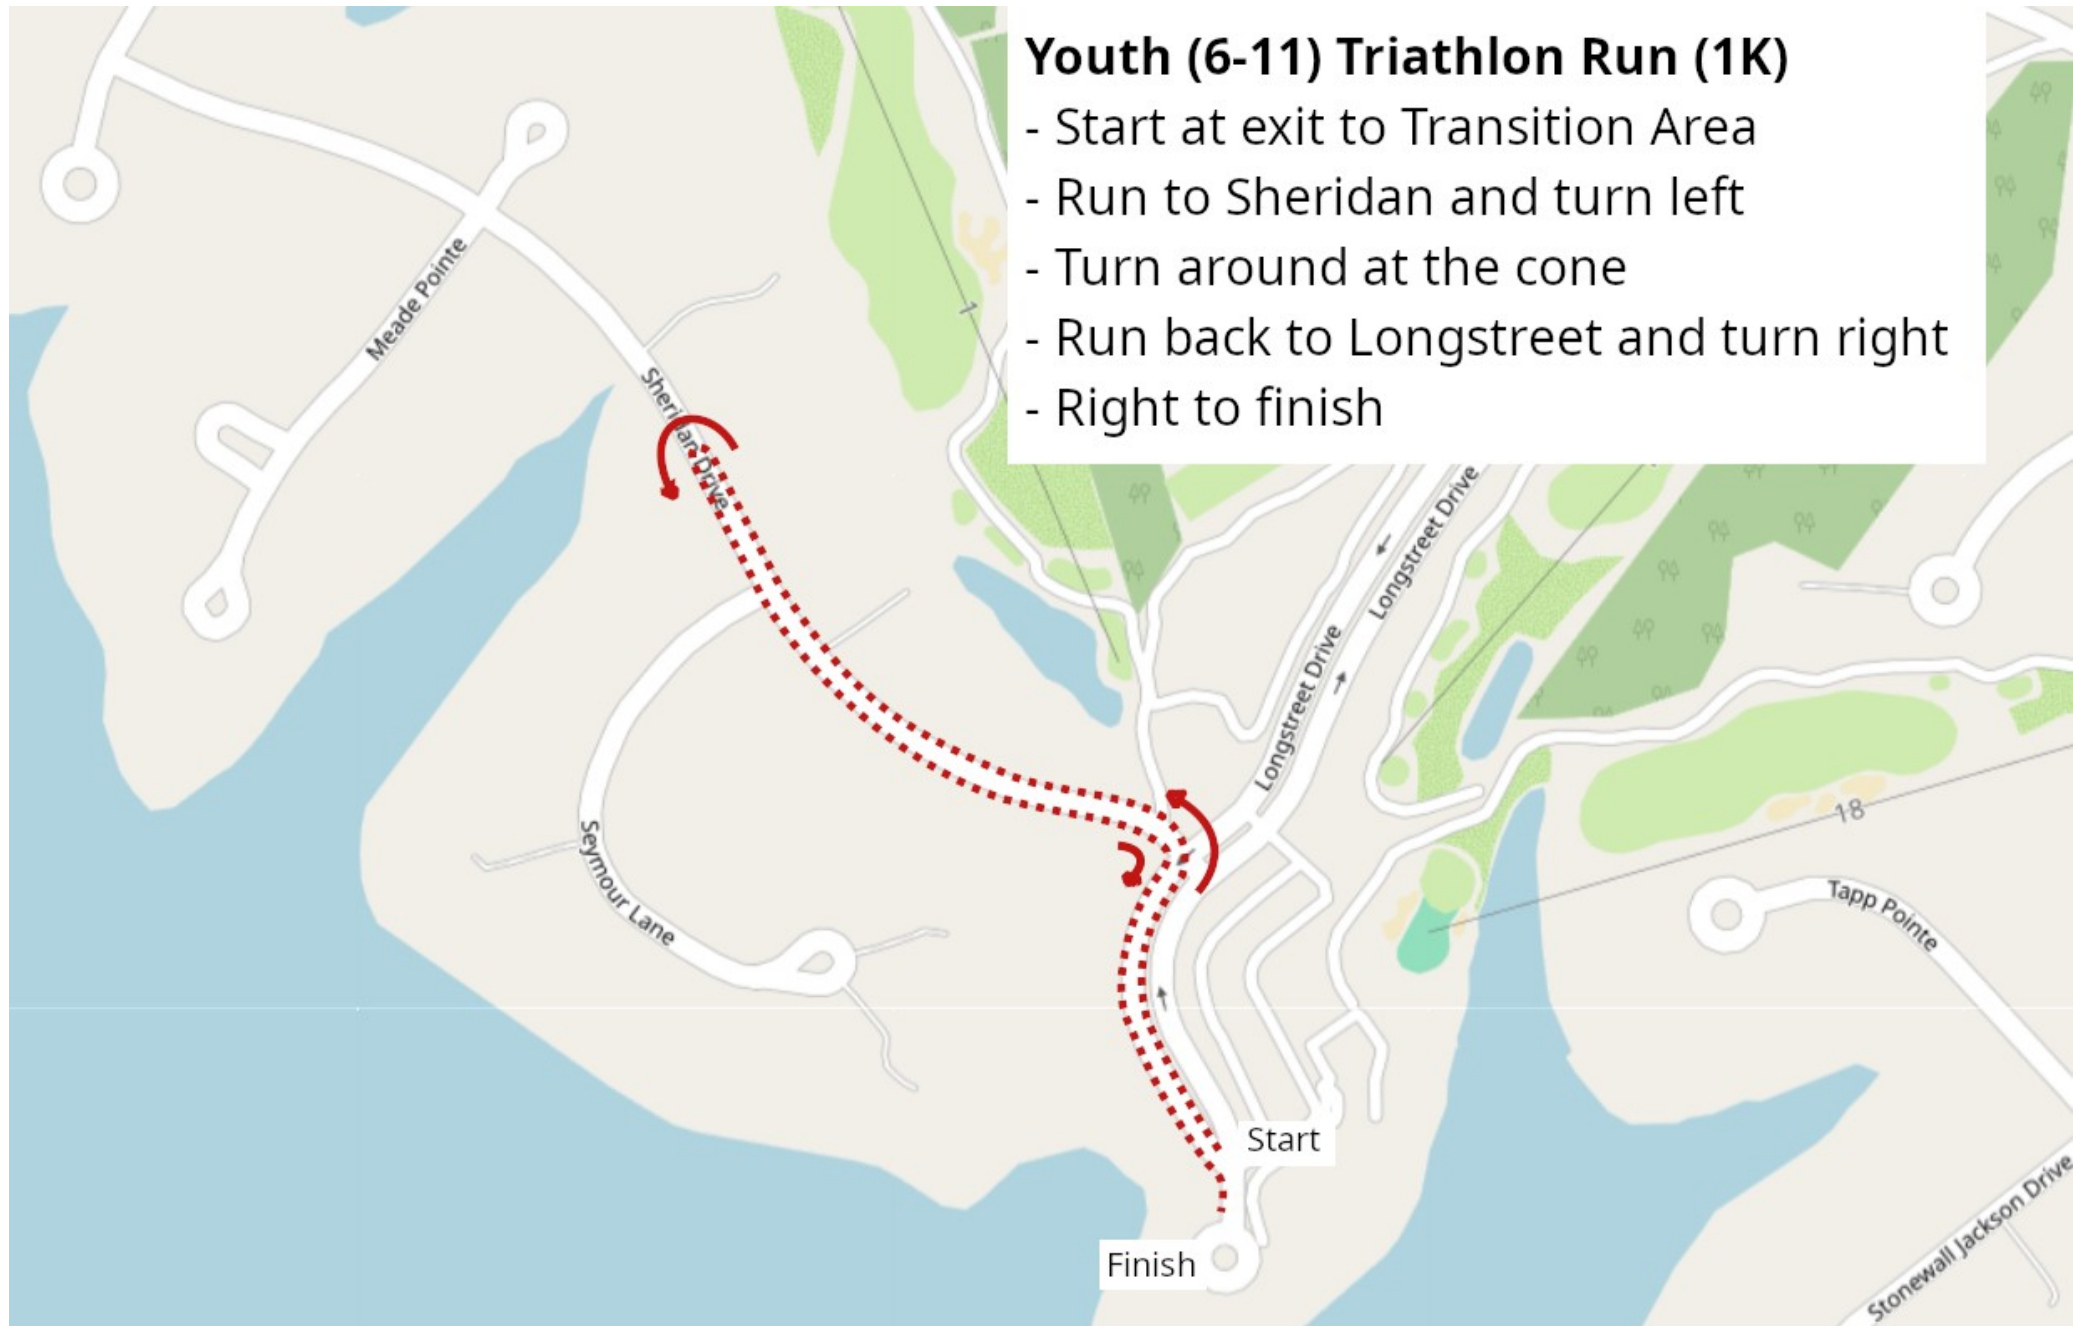 Youth (6-11) Triathlon Run (1K)
- Start at exit to Transition Area
- Run to Sheridan and turn left
- Turn around at the cone
- Run back to Longstreet and turn right
- Right to finish
Meade Pointe
1
Sheridan Drive
Longstreet Drive
Longstreet Drive
18
Seymour Lane
Tapp Pointe
Start
Finish
Stonewall Jackson Drive